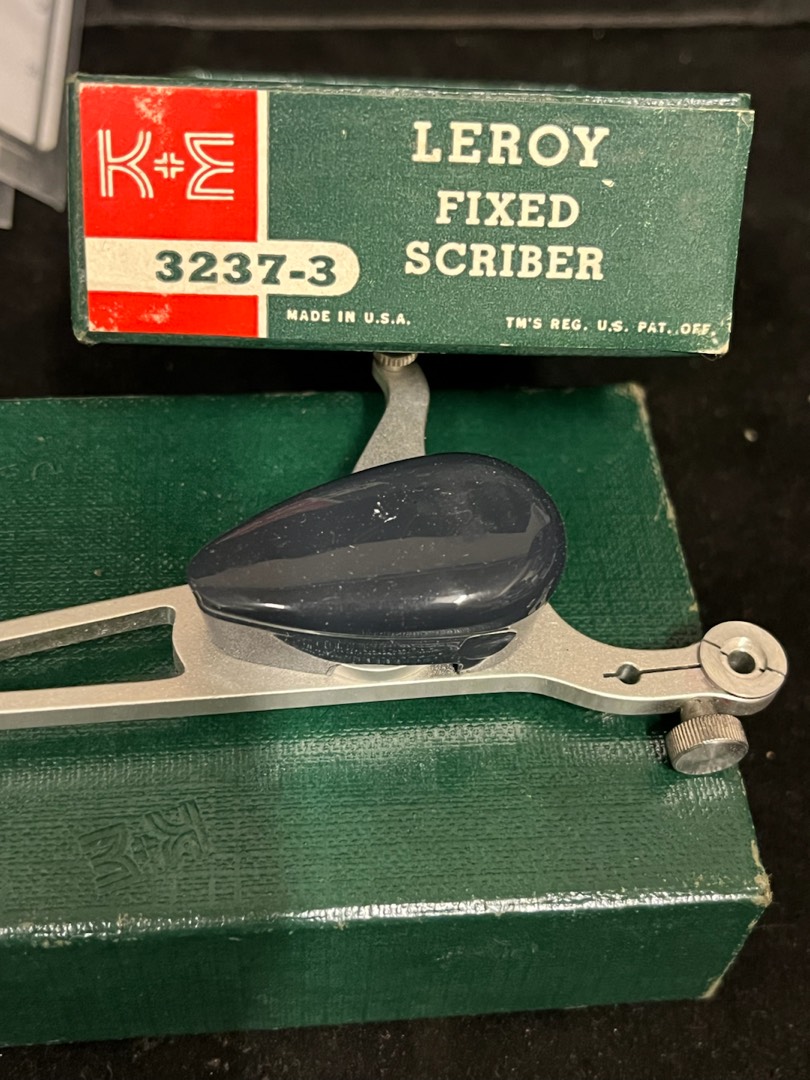 K+E
LEROY
FIXED
SCRIBER
3237-3
MADE IN U.S.A.
TM'S REG. U.S. PAT. OFF.
K+E